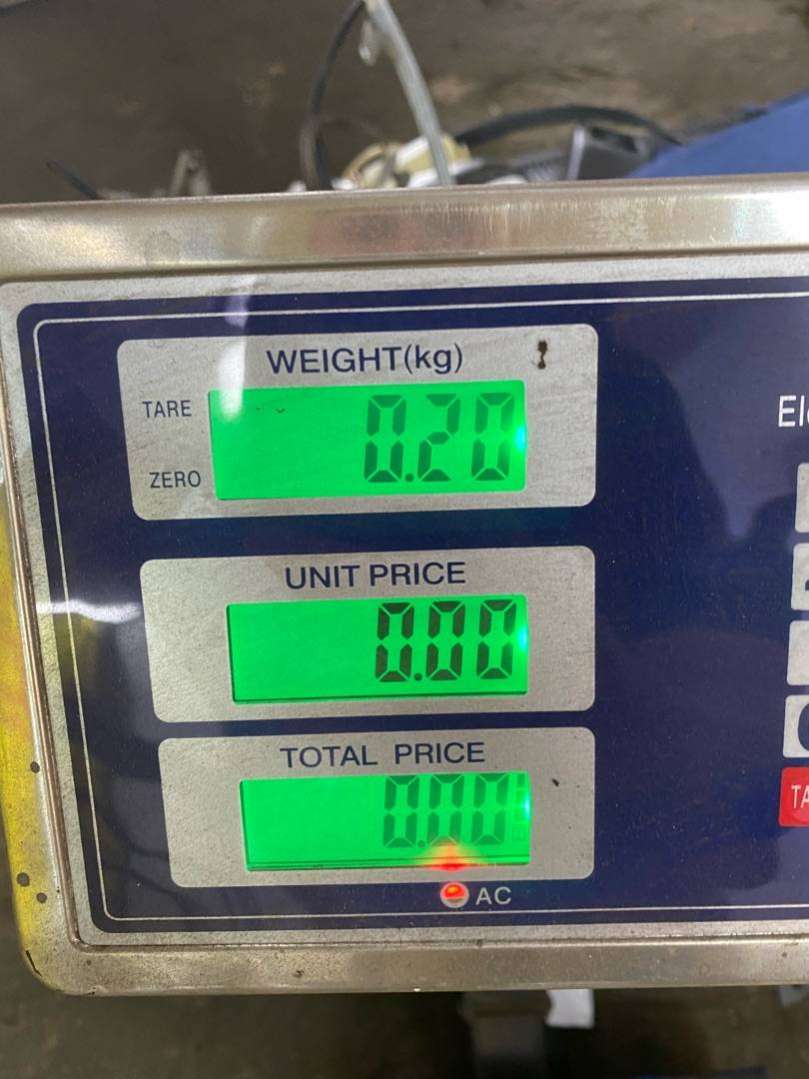 WEIGHT(kg)
TARE
0.20
ZERO
UNIT PRICE
0.00
TOTAL PRICE
0.00
AC